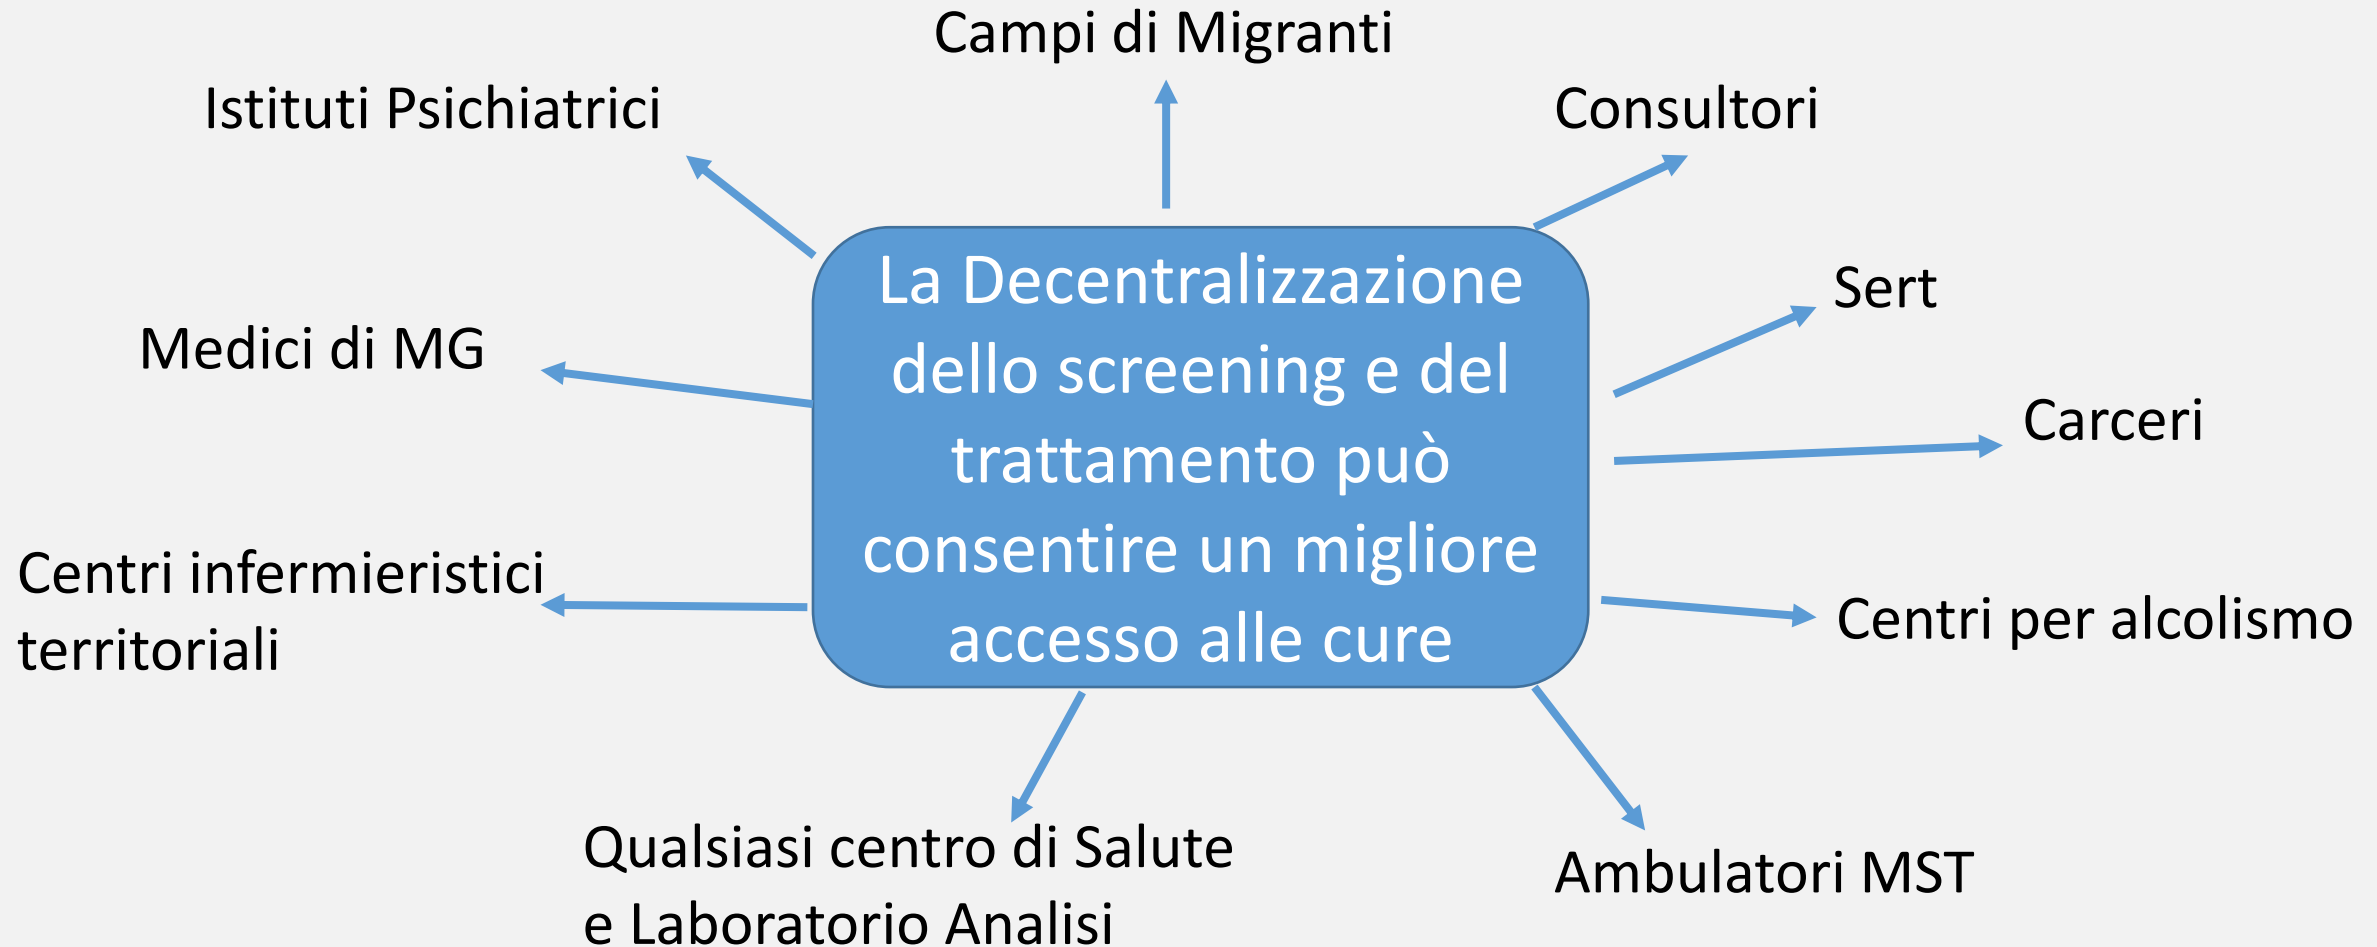 Campi di Migranti
Istituti Psichiatrici
Consultori
La Decentralizzazione
dello screening e del
trattamento può
consentire un migliore
accesso alle cure
Sert
Medici di MG
Carceri
Centri infermieristici
territoriali
Centri per alcolismo
Qualsiasi centro di Salute
e Laboratorio Analisi
Ambulatori MST